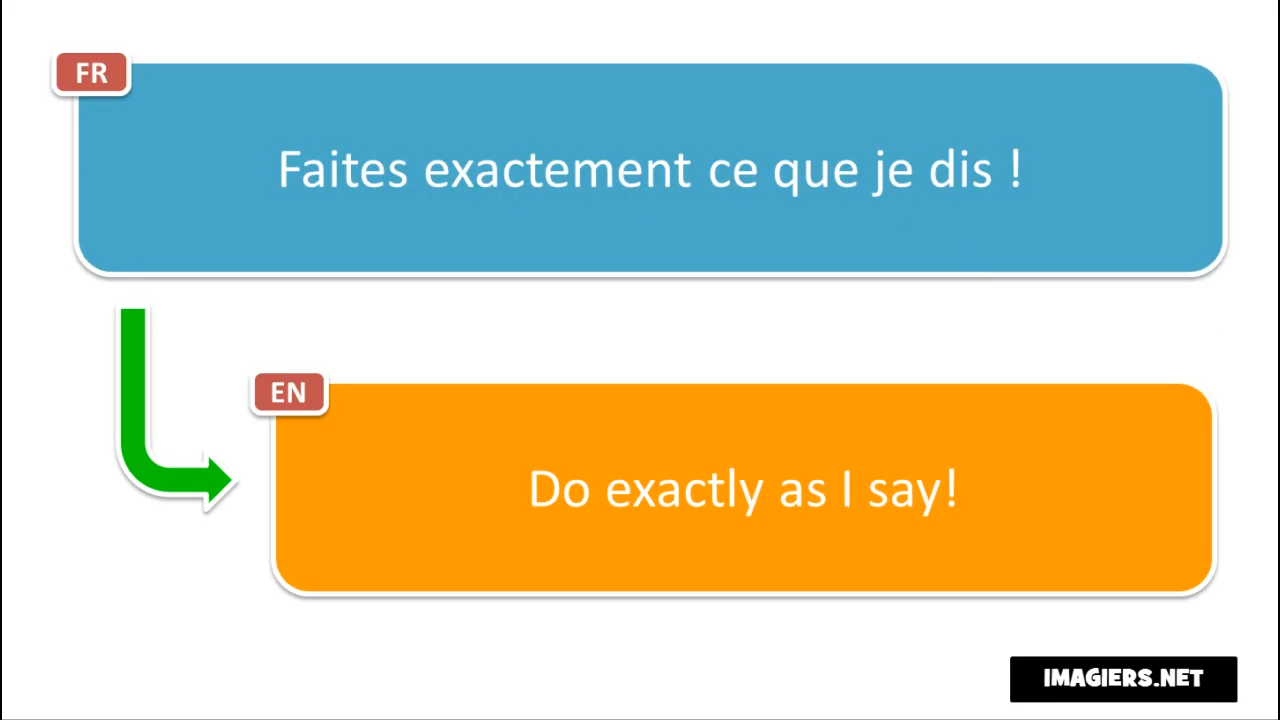 FR
Faites exactement ce que je dis !
EN
Do exactly as I say!
IMAGIERS.NET